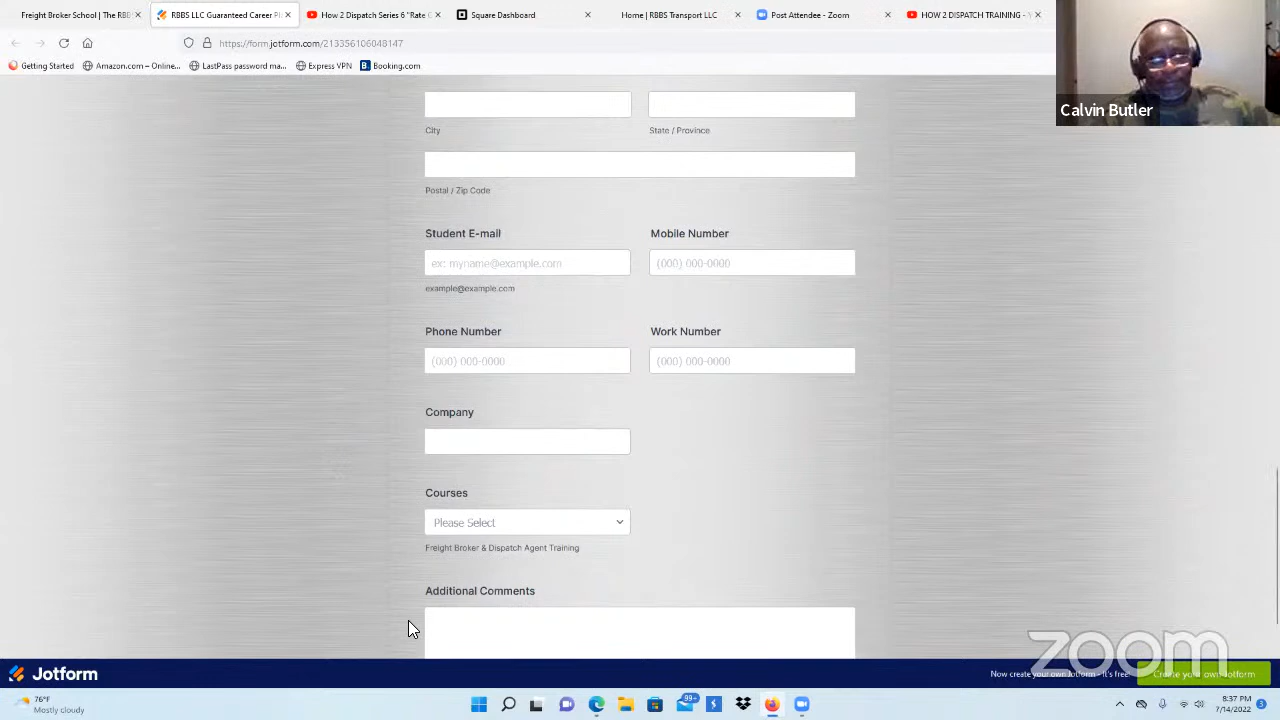 Freight Broker School | The RB
RBBS LLC Guaranteed Career Pl
How 2 Dispatch Series 6 "Rate C
Square Dashboard
Home | RBBS Transport LLC
Post Attendee - Zoom
HOW 2 DISPATCH TRAINING - Y
https://form.jotform.com/213356106048147
Getting Started
Amazon.com – Online...
LastPass password ma...
Express VPN
Booking.com
Calvin Butler
City
State / Province
Postal / Zip Code
Student E-mail
Mobile Number
ex: myname@example.com
(000) 000-0000
example@example.com
Phone Number
Work Number
(000) 000-0000
(000) 000-0000
Company
Courses
Please Select
Freight Broker & Dispatch Agent Training
Additional Comments
zoom
Jotform
Now create your own Jotform - It's free!
Create your own Jotform
76°F
Mostly cloudy
99+
8:37 PM
7/14/2022
3